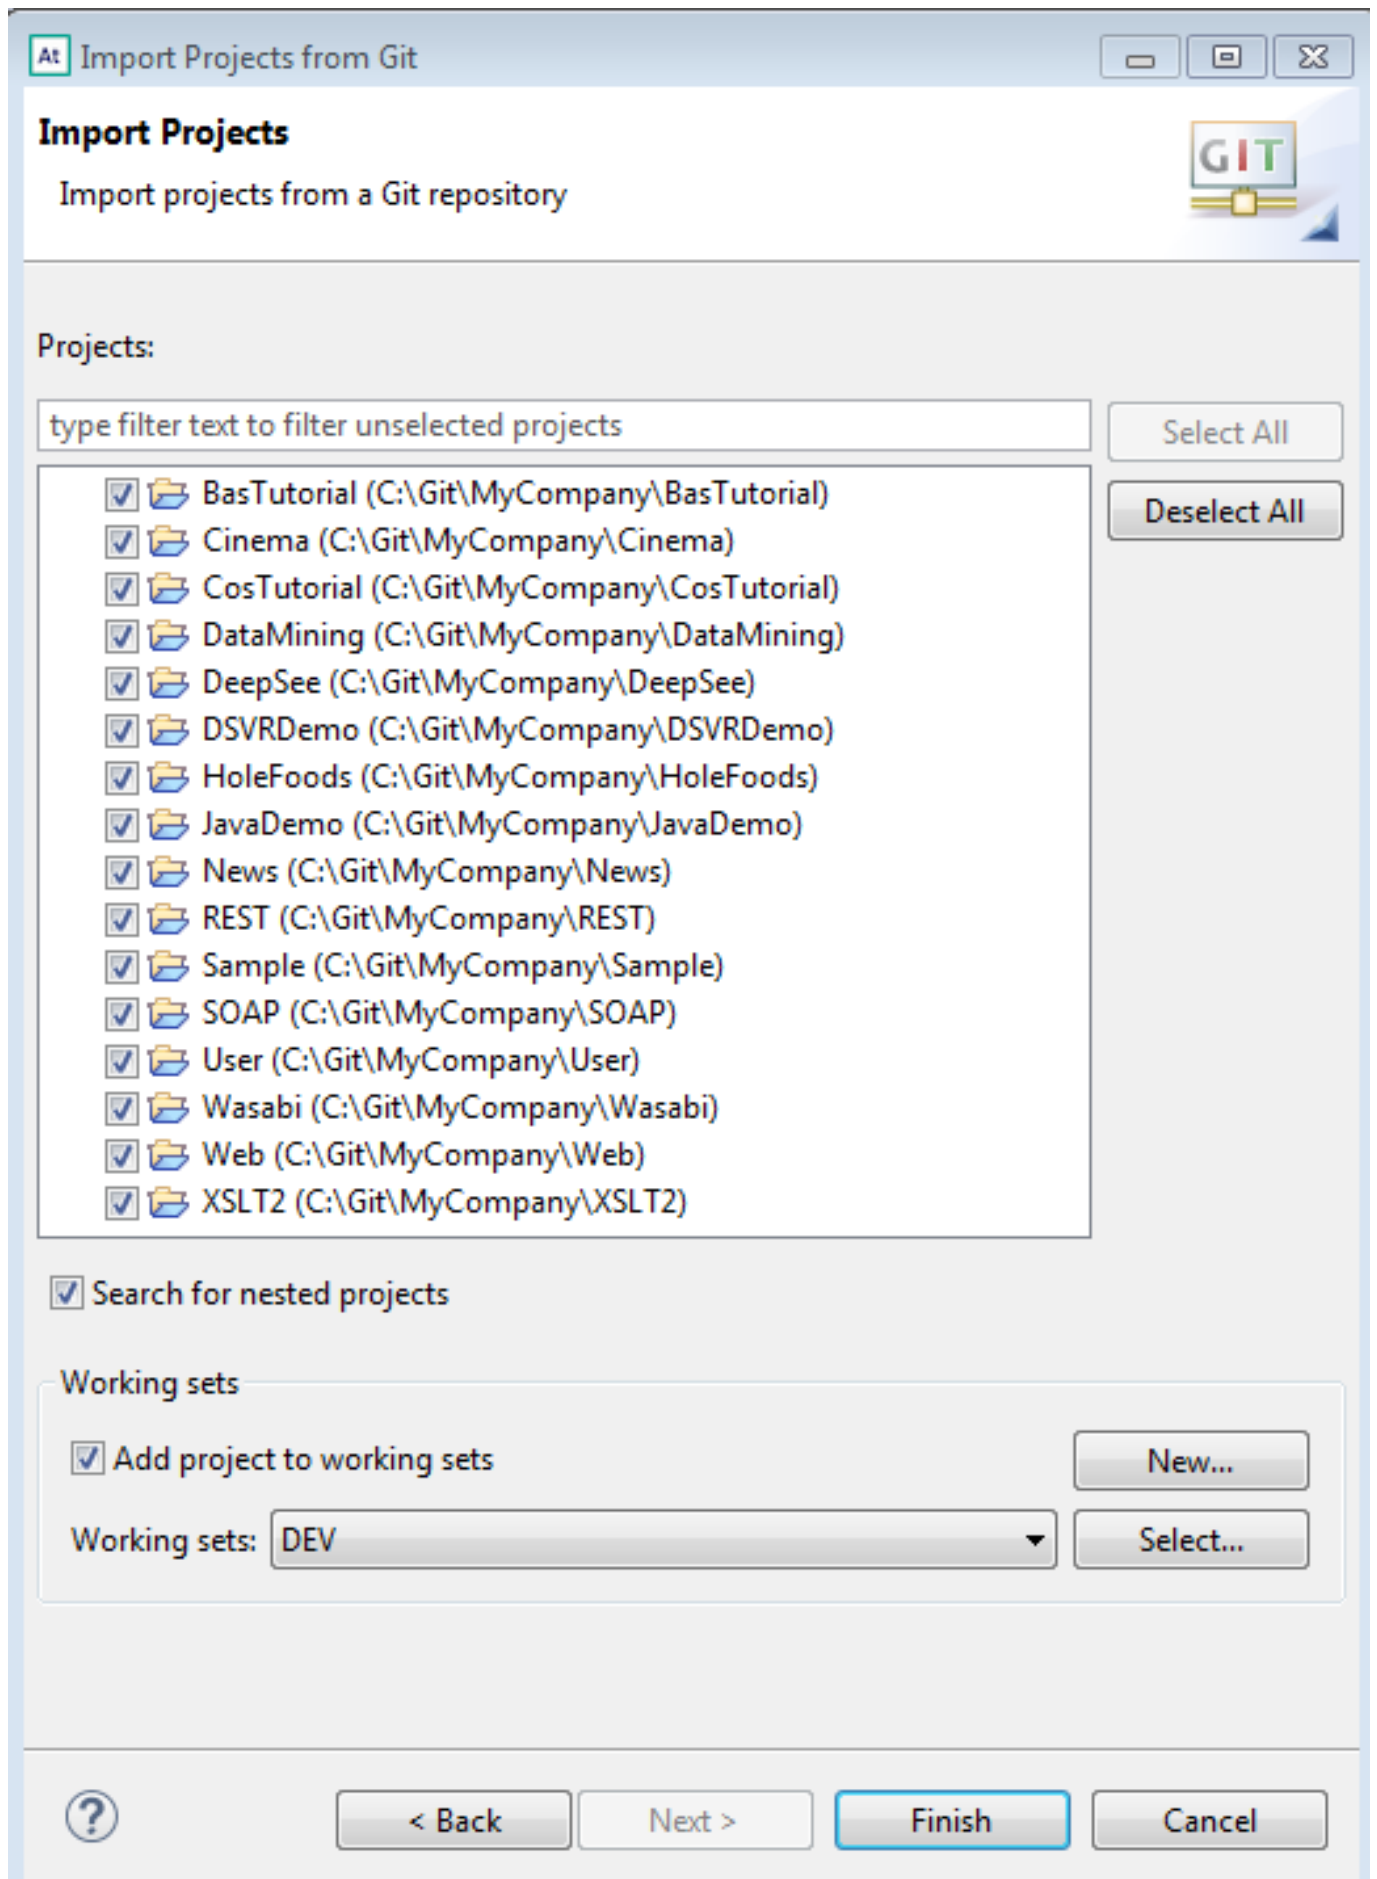 At Import Projects from Git
Import Projects
Import projects from a Git repository
GIT
Projects:
type filter text to filter unselected projects
Select All
Deselect All
BasTutorial (C:\Git\MyCompany\BasTutorial)
Cinema (C:\Git\MyCompany\Cinema)
CosTutorial (C:\Git\MyCompany\CosTutorial)
DataMining (C:\Git\MyCompany\DataMining)
DeepSee (C:\Git\MyCompany\DeepSee)
DSVRDemo (C:\Git\MyCompany\DSVRDemo)
HoleFoods (C:\Git\MyCompany\HoleFoods)
JavaDemo (C:\Git\MyCompany\JavaDemo)
News (C:\Git\MyCompany\News)
REST (C:\Git\MyCompany\REST)
Sample (C:\Git\MyCompany\Sample)
SOAP (C:\Git\MyCompany\SOAP)
User (C:\Git\MyCompany\User)
Wasabi (C:\Git\MyCompany\Wasabi)
Web (C:\Git\MyCompany\Web)
XSLT2 (C:\Git\MyCompany\XSLT2)
Search for nested projects
Working sets
Add project to working sets
New...
Working sets: DEV
Select...
? < Back Next > Finish Cancel